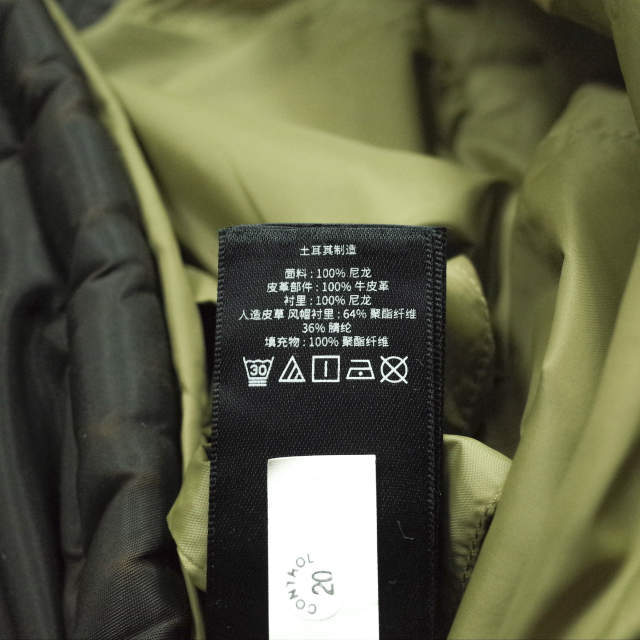 土耳其制造
面料：100% 尼龙
皮革部件：100% 牛皮革
衬里：100% 尼龙
人造皮草 风帽衬里：64% 聚酯纤维
36% 腈纶
填充物：100% 聚酯纤维
30
CONTROL
20